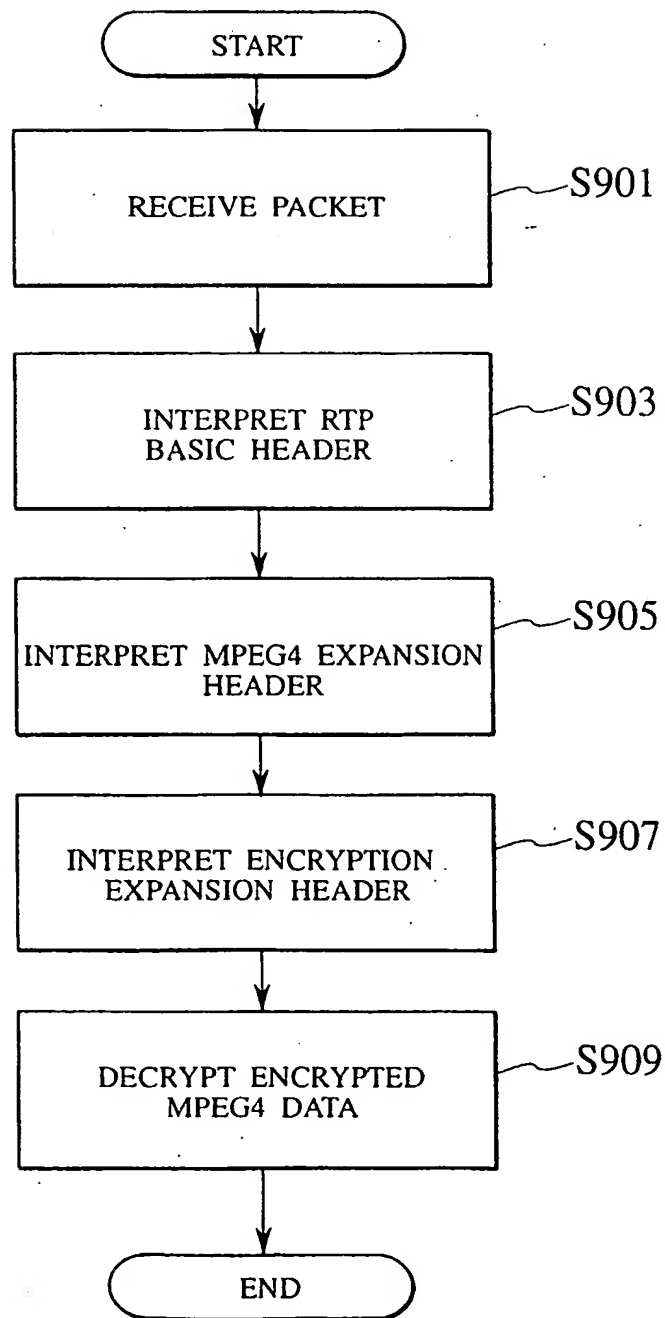 START
RECEIVE PACKET
S901
INTERPRET RTP
BASIC HEADER
S903
INTERPRET MPEG4 EXPANSION
HEADER
S905
INTERPRET ENCRYPTION
EXPANSION HEADER
S907
DECRYPT ENCRYPTED
MPEG4 DATA
S909
END